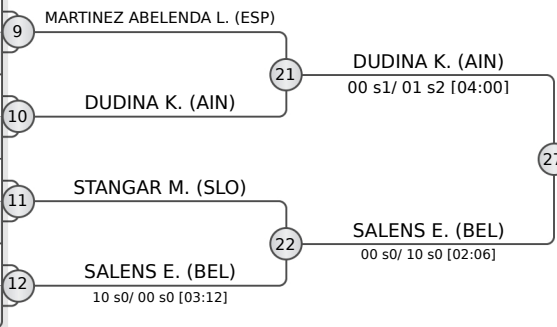 9
MARTINEZ ABELENDA L. (ESP)
21
DUDINA K. (AIN)
00 s1/ 01 s2 [04:00]
10
DUDINA K. (AIN)
27
11
STANGAR M. (SLO)
22
SALENS E. (BEL)
00 s0/ 10 s0 [02:06]
12
SALENS E. (BEL)
10 s0/ 00 s0 [03:12]